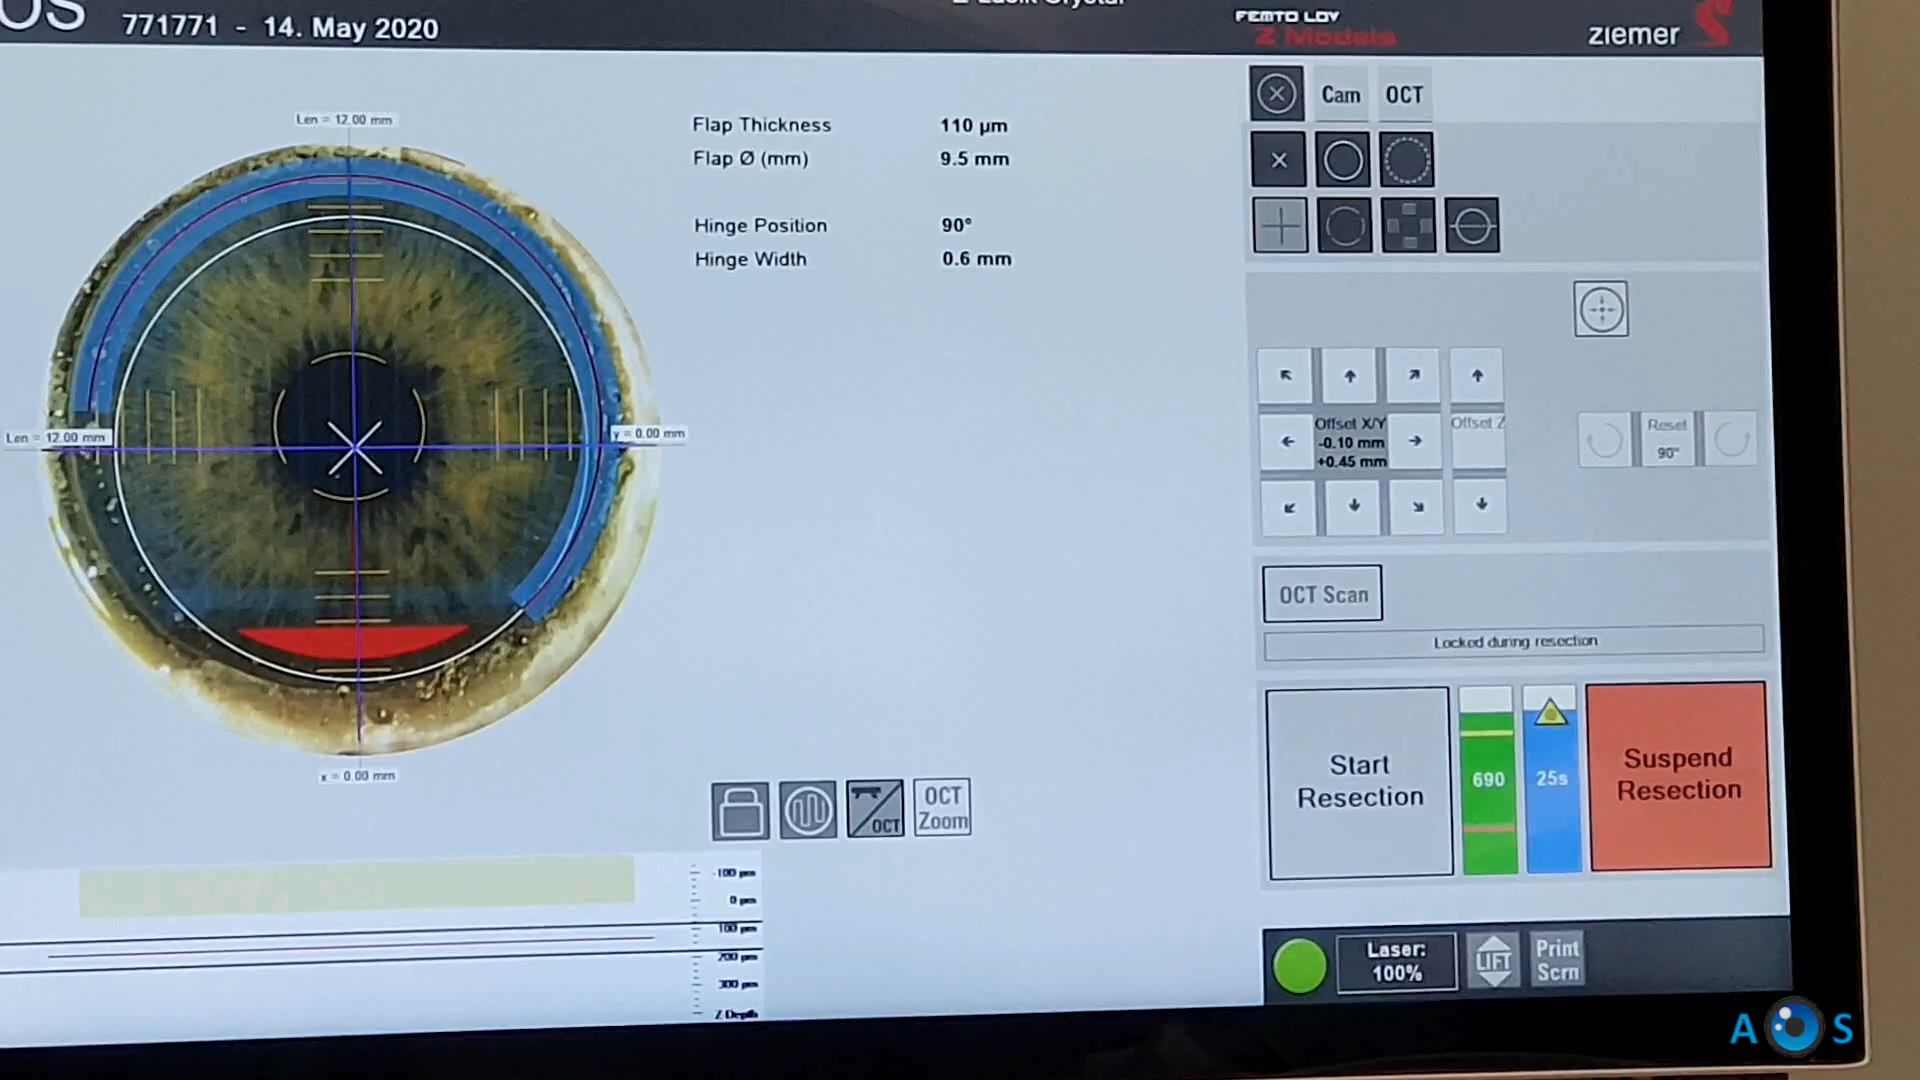 OS
771771 - 14. May 2020
FEMTO LDV
Z Models
ziemer
Len = 12.00 mm
Flap Thickness 110 µm
Flap Ø (mm) 9.5 mm
Hinge Position 90°
Hinge Width 0.6 mm
Cam OCT
Len = 12.00 mm
y = 0.00 mm
x = 0.00 mm
Offset X/Y
-0.10 mm
+0.45 mm
Offset Z
Reset
90°
OCT Scan
Locked during resection
Start
Resection
690
25s
Suspend
Resection
OCT
OCT
Zoom
-100 µm
0 µm
100 µm
200 µm
300 µm
Z Depth
Laser:
100%
LIFT
Print
Scrn
A S